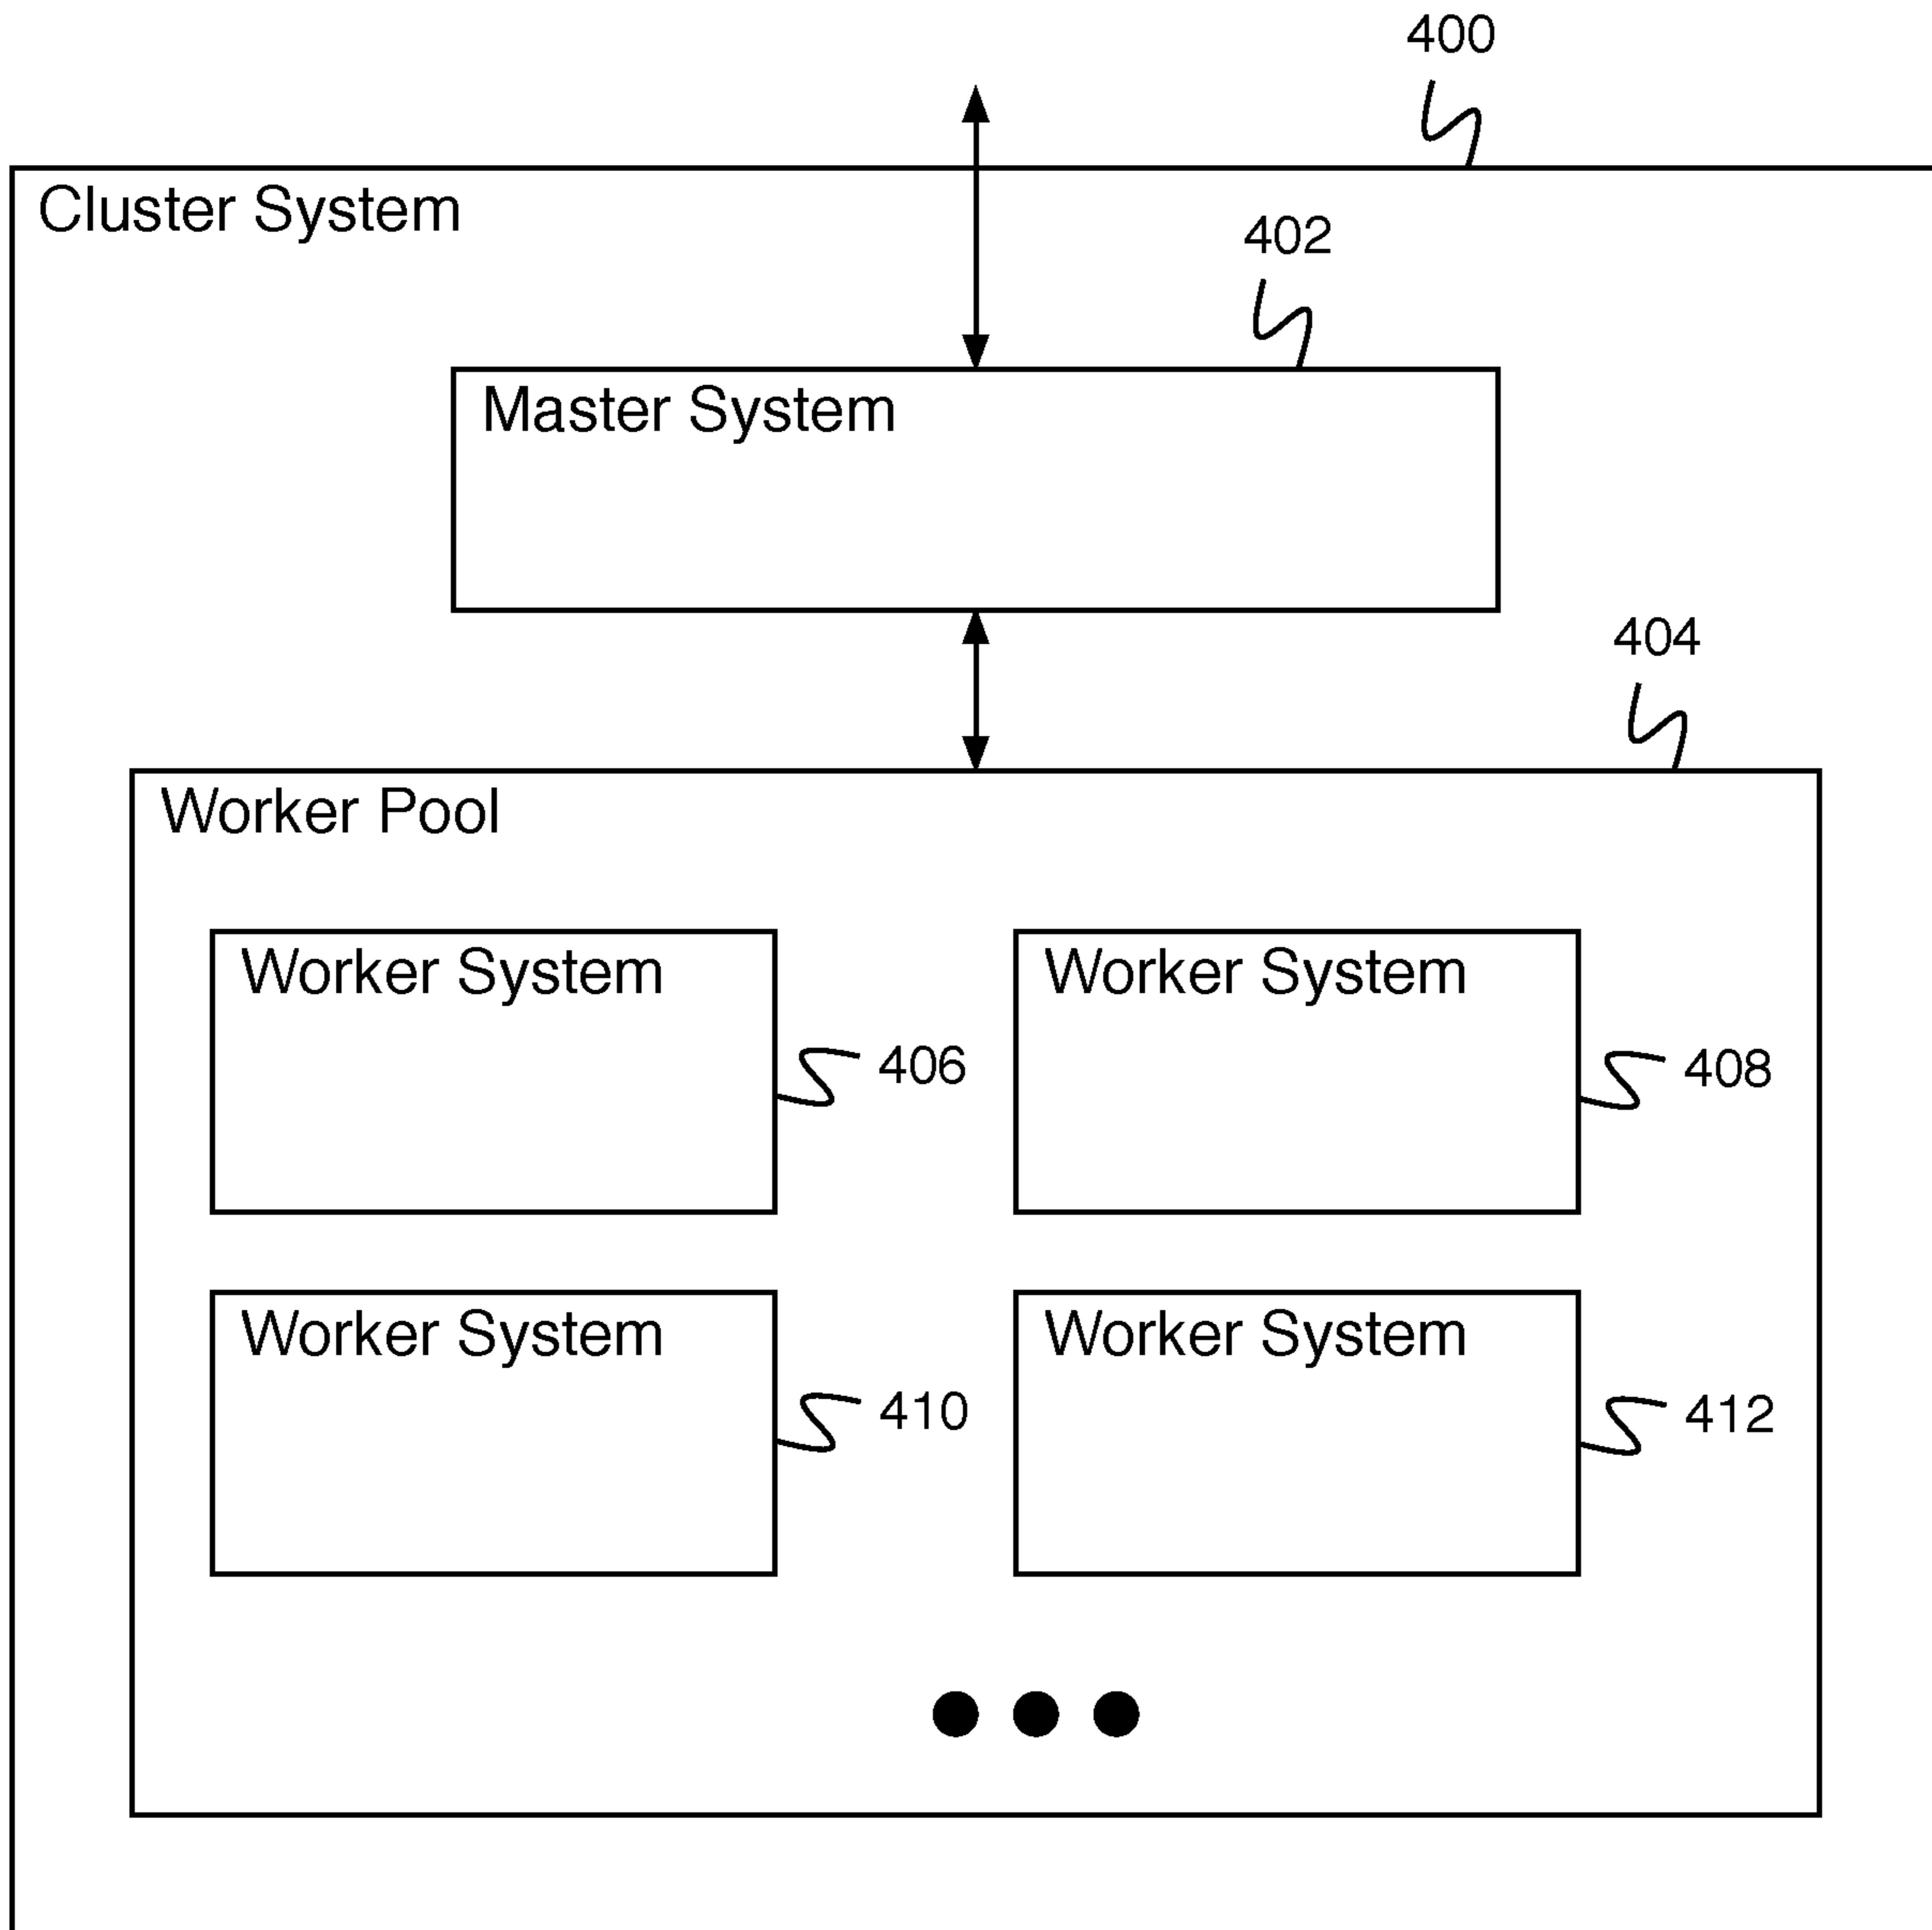 400
Cluster System
402
Master System
404
Worker Pool
Worker System
Worker System
406
408
Worker System
Worker System
410
412